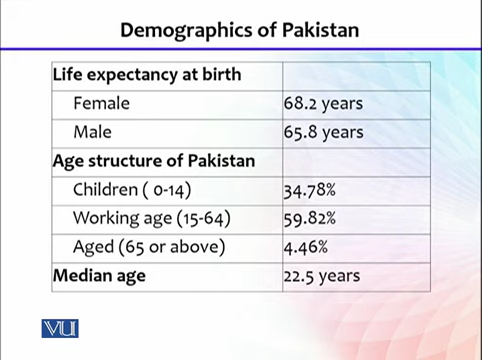 Demographics of Pakistan
Life expectancy at birth
Female 68.2 years
Male 65.8 years
Age structure of Pakistan
Children ( 0-14) 34.78%
Working age (15-64) 59.82%
Aged (65 or above) 4.46%
Median age 22.5 years
VU